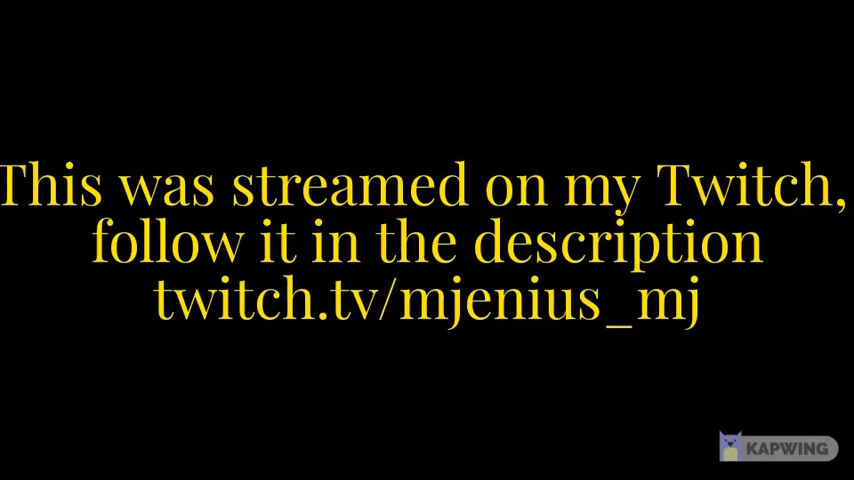 This was streamed on my Twitch,
follow it in the description
twitch.tv/mjenius_mj
KAPWING